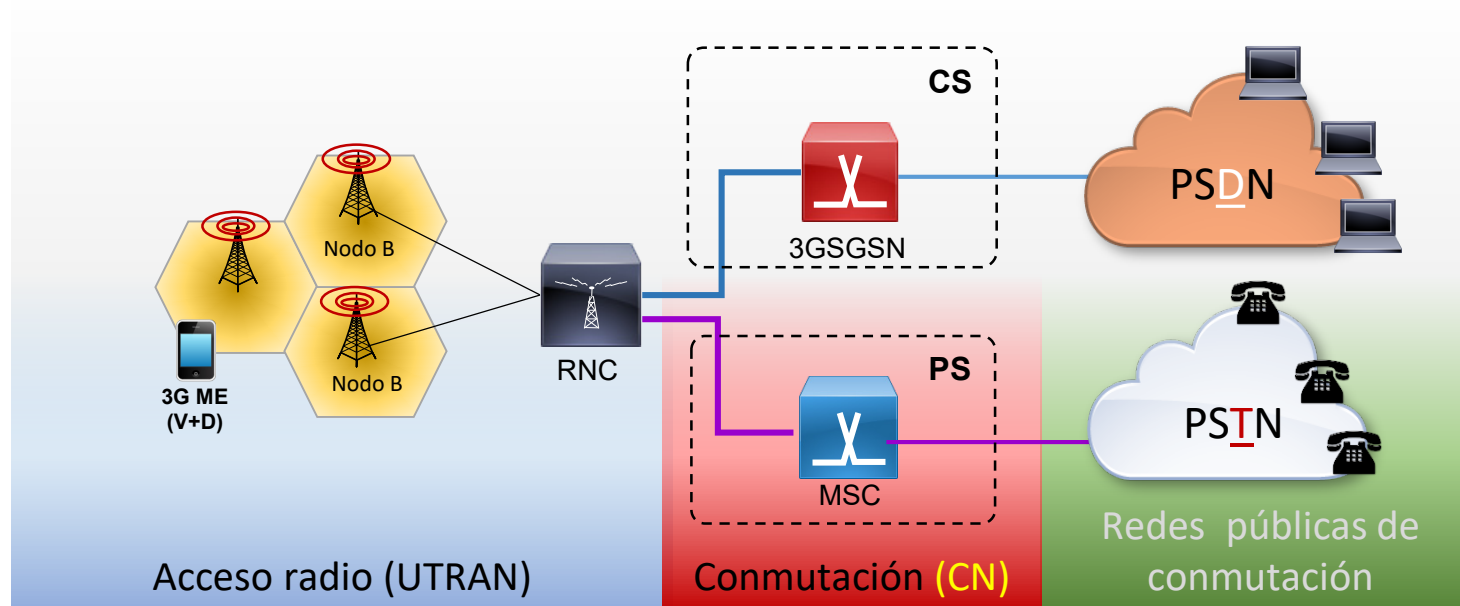 CS
3GSGSN
PSDN
Nodo B
Nodo B
3G ME
(V+D)
RNC
PS
MSC
PSTN
Acceso radio (UTRAN)
Conmutación (CN)
Redes públicas de
conmutación